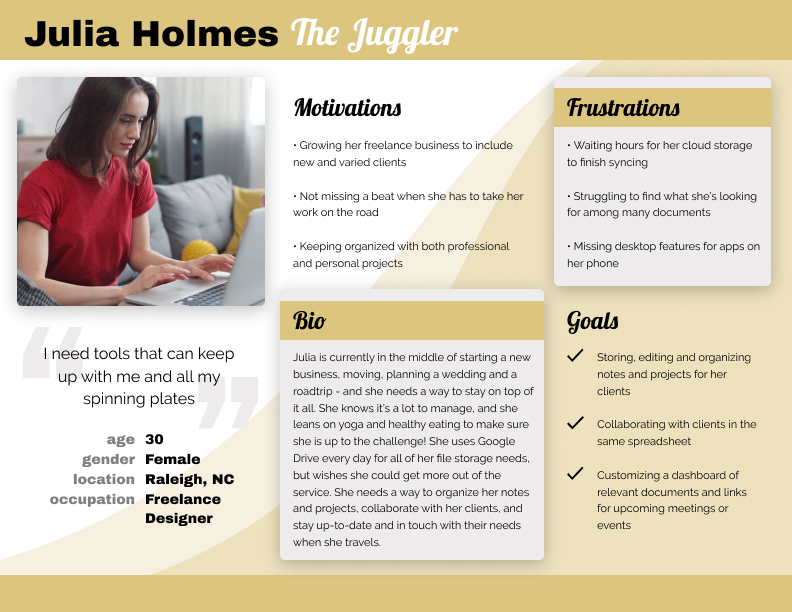 Julia Holmes The Juggler
“
I need tools that can keep
up with me and all my
spinning plates
”
age 30
gender Female
location Raleigh, NC
occupation Freelance
Designer
Motivations
• Growing her freelance business to include
new and varied clients
• Not missing a beat when she has to take her
work on the road
• Keeping organized with both professional
and personal projects
Bio
Julia is currently in the middle of starting a new
business, moving, planning a wedding and a
roadtrip - and she needs a way to stay on top of
it all. She knows it's a lot to manage, and she
leans on yoga and healthy eating to make sure
she is up to the challenge! She uses Google
Drive every day for all of her file storage needs,
but wishes she could get more out of the
service. She needs a way to organize her notes
and projects, collaborate with her clients, and
stay up-to-date and in touch with their needs
when she travels.
Frustrations
• Waiting hours for her cloud storage
to finish syncing
• Struggling to find what she's looking
for among many documents
• Missing desktop features for apps on
her phone
Goals
Storing, editing and organizing
notes and projects for her
clients
Collaborating with clients in the
same spreadsheet
Customizing a dashboard of
relevant documents and links
for upcoming meetings or
events